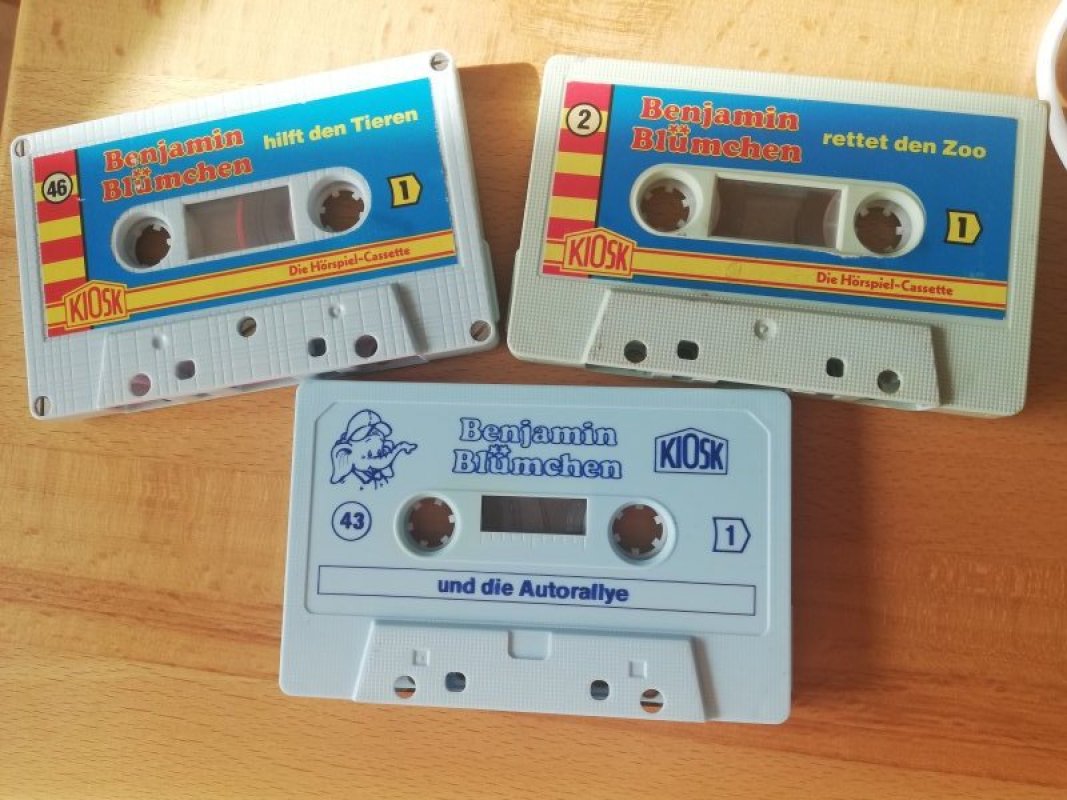 46
Benjamin
Blümchen
hilft den Tieren
1
KIOSK
Die Hörspiel-Cassette
2
Benjamin
Blümchen
rettet den Zoo
1
KIOSK
Die Hörspiel-Cassette
Benjamin
Blümchen
KIOSK
43
1
und die Autorallye